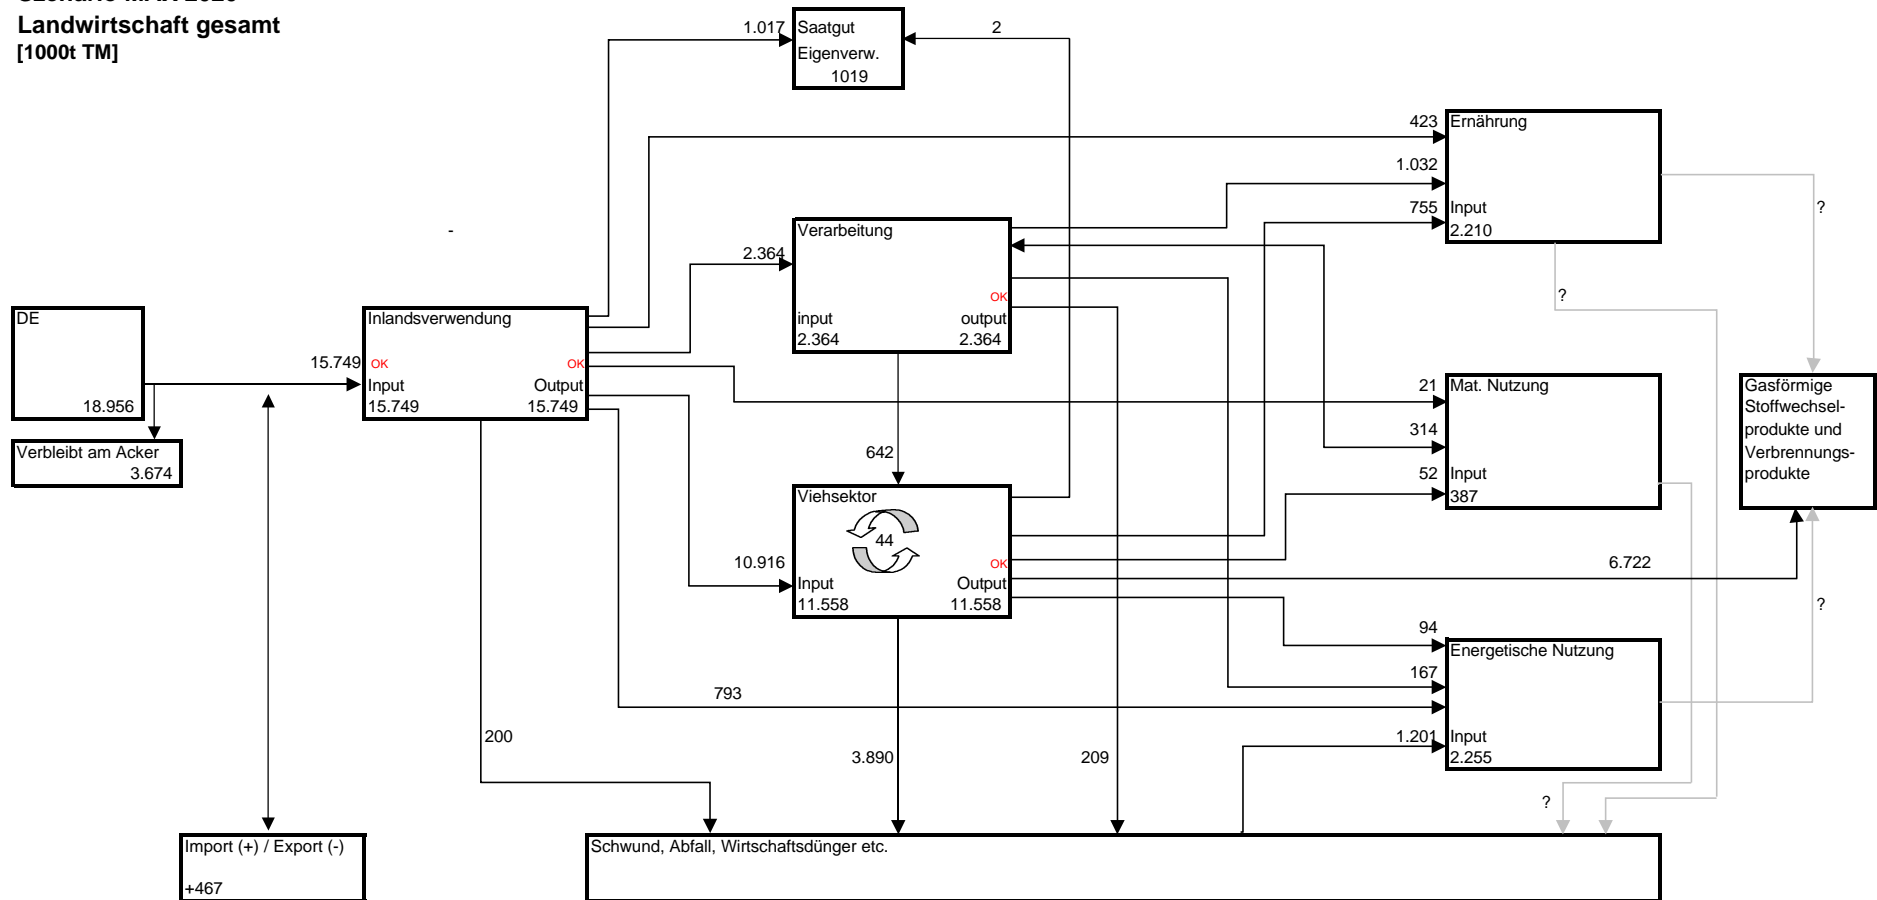 Landwirtschaft gesamt
[1000t TM]
1.017
Saatgut
Eigenverw.
1019
2
423
Ernährung
1.032
755
Input
2.210
?
?
-
2.364
Verarbeitung
OK
input
output
2.364
2.364
DE
18.956
Verbleibt am Acker
3.674
15.749
Inlandsverwendung
OK
OK
Input
Output
15.749
15.749
642
21
Mat. Nutzung
314
52
Input
387
Gasförmige
Stoffwechsel-
produkte und
Verbrennungs-
produkte
Viehsektor
44
10.916
OK
Input
Output
11.558
11.558
6.722
?
94
Energetische Nutzung
167
793
1.201
Input
2.255
200
3.890
209
?
Import (+) / Export (-)
+467
Schwund, Abfall, Wirtschaftsdünger etc.